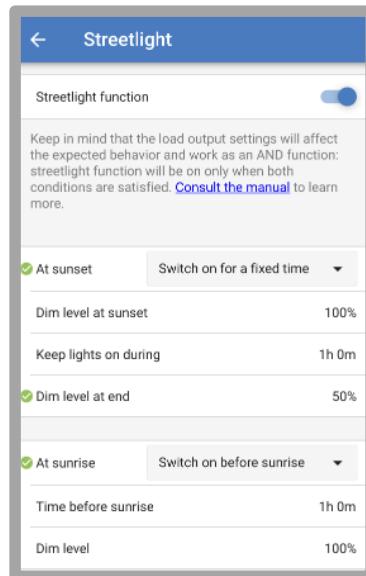 Streetlight
Streetlight function
Keep in mind that the load output settings will affect
the expected behavior and work as an AND function:
streetlight function will be on only when both
conditions are satisfied. Consult the manual to learn
more.
At sunset Switch on for a fixed time
Dim level at sunset 100%
Keep lights on during 1h 0m
Dim level at end 50%
At sunrise Switch on before sunrise
Time before sunrise 1h 0m
Dim level 100%